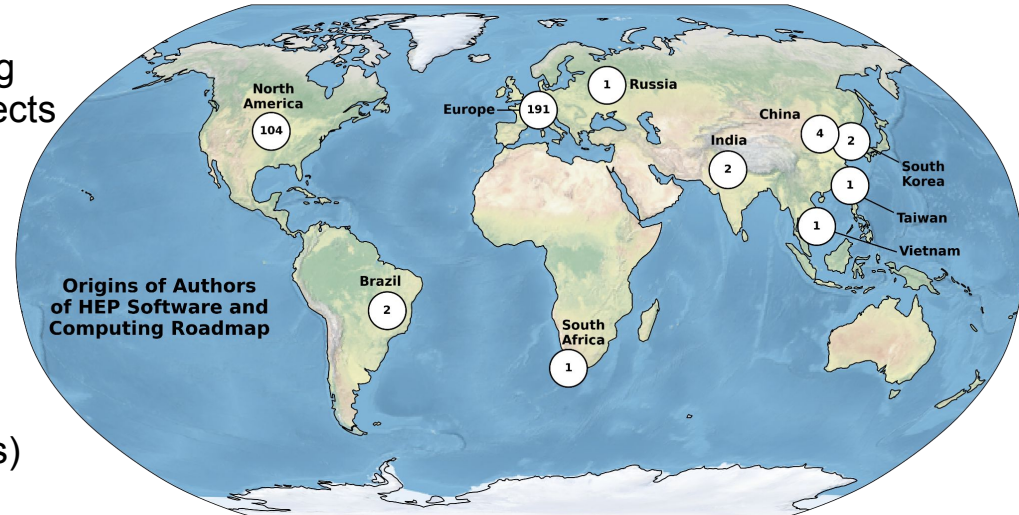 g
ects
s)
North
America
104
Europe
191
1
Russia
China
4
2
South
Korea
India
2
1
Taiwan
1
Vietnam
Origins of Authors
of HEP Software and
Computing Roadmap
Brazil
2
South
Africa
1